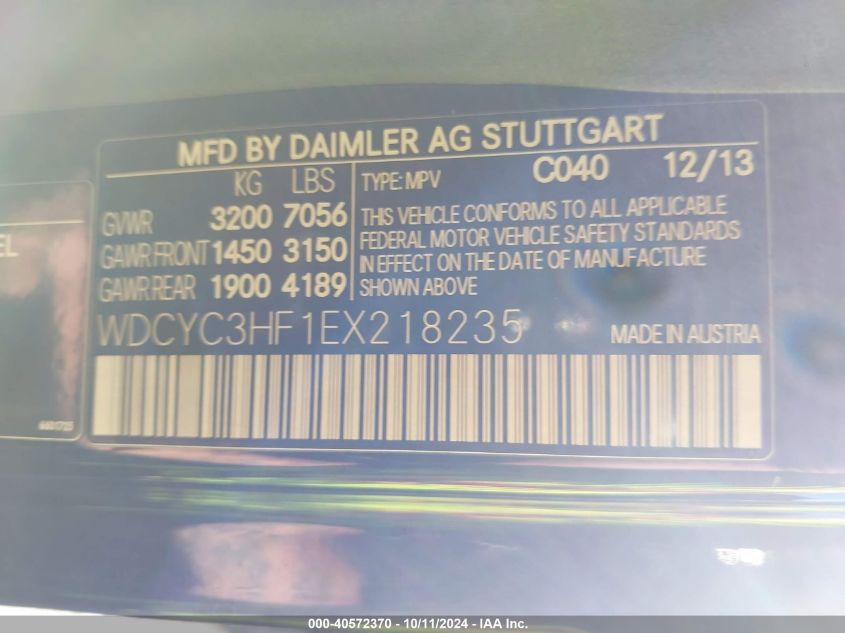 MFD BY DAIMLER AG STUTTGART
KG LBS
GVWR 3200 7056
GAWR FRONT 1450 3150
GAWR REAR 1900 4189
TYPE: MPV C040 12/13
THIS VEHICLE CONFORMS TO ALL APPLICABLE
FEDERAL MOTOR VEHICLE SAFETY STANDARDS
IN EFFECT ON THE DATE OF MANUFACTURE
SHOWN ABOVE
WDCYC3HF1EX218235 MADE IN AUSTRIA
000-40572370 - 10/11/2024 - IAA Inc.